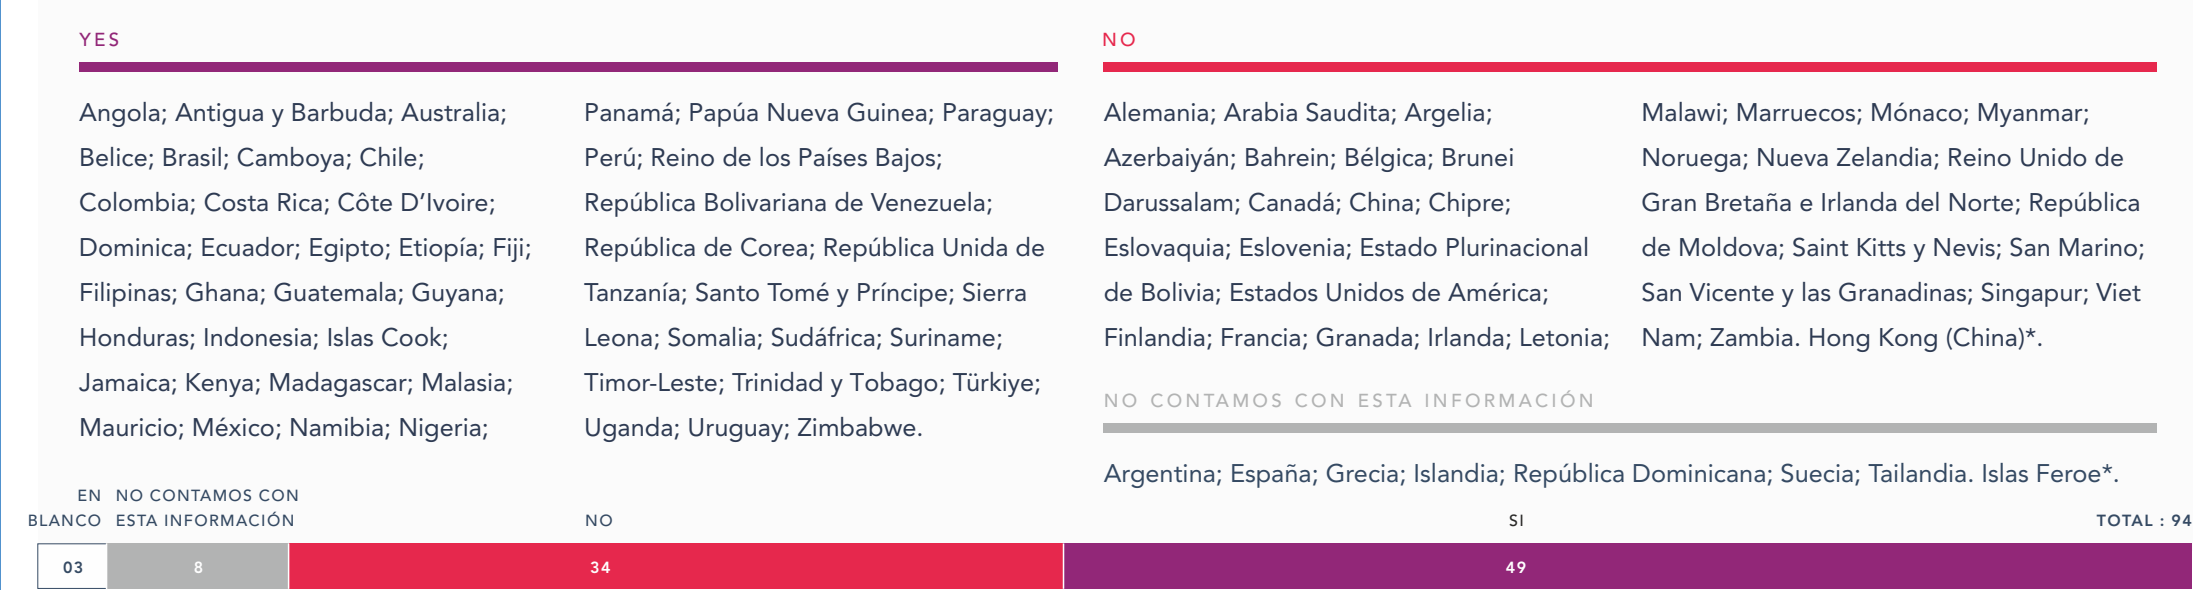 YES
Angola; Antigua y Barbuda; Australia;
Belice; Brasil; Camboya; Chile;
Colombia; Costa Rica; Côte D’Ivoire;
Dominica; Ecuador; Egipto; Etiopía; Fiji;
Filipinas; Ghana; Guatemala; Guyana;
Honduras; Indonesia; Islas Cook;
Jamaica; Kenya; Madagascar; Malasia;
Mauricio; México; Namibia; Nigeria;
Panamá; Papúa Nueva Guinea; Paraguay;
Perú; Reino de los Países Bajos;
República Bolivariana de Venezuela;
República de Corea; República Unida de
Tanzanía; Santo Tomé y Príncipe; Sierra
Leona; Somalia; Sudáfrica; Suriname;
Timor-Leste; Trinidad y Tobago; Türkiye;
Uganda; Uruguay; Zimbabwe.
NO
Alemania; Arabia Saudita; Argelia;
Azerbaiyán; Bahrein; Bélgica; Brunei
Darussalam; Canadá; China; Chipre;
Eslovaquia; Eslovenia; Estado Plurinacional
de Bolivia; Estados Unidos de América;
Finlandia; Francia; Granada; Irlanda; Letonia;
Malawi; Marruecos; Mónaco; Myanmar;
Noruega; Nueva Zelandia; Reino Unido de
Gran Bretaña e Irlanda del Norte; República
de Moldova; Saint Kitts y Nevis; San Marino;
San Vicente y las Granadinas; Singapur; Viet
Nam; Zambia. Hong Kong (China)*.
NO CONTAMOS CON ESTA INFORMACIÓN
Argentina; España; Grecia; Islandia; República Dominicana; Suecia; Tailandia. Islas Feroe*.
EN BLANCO
NO CONTAMOS CON
ESTA INFORMACIÓN
NO
SI
TOTAL : 94
03
8
34
49